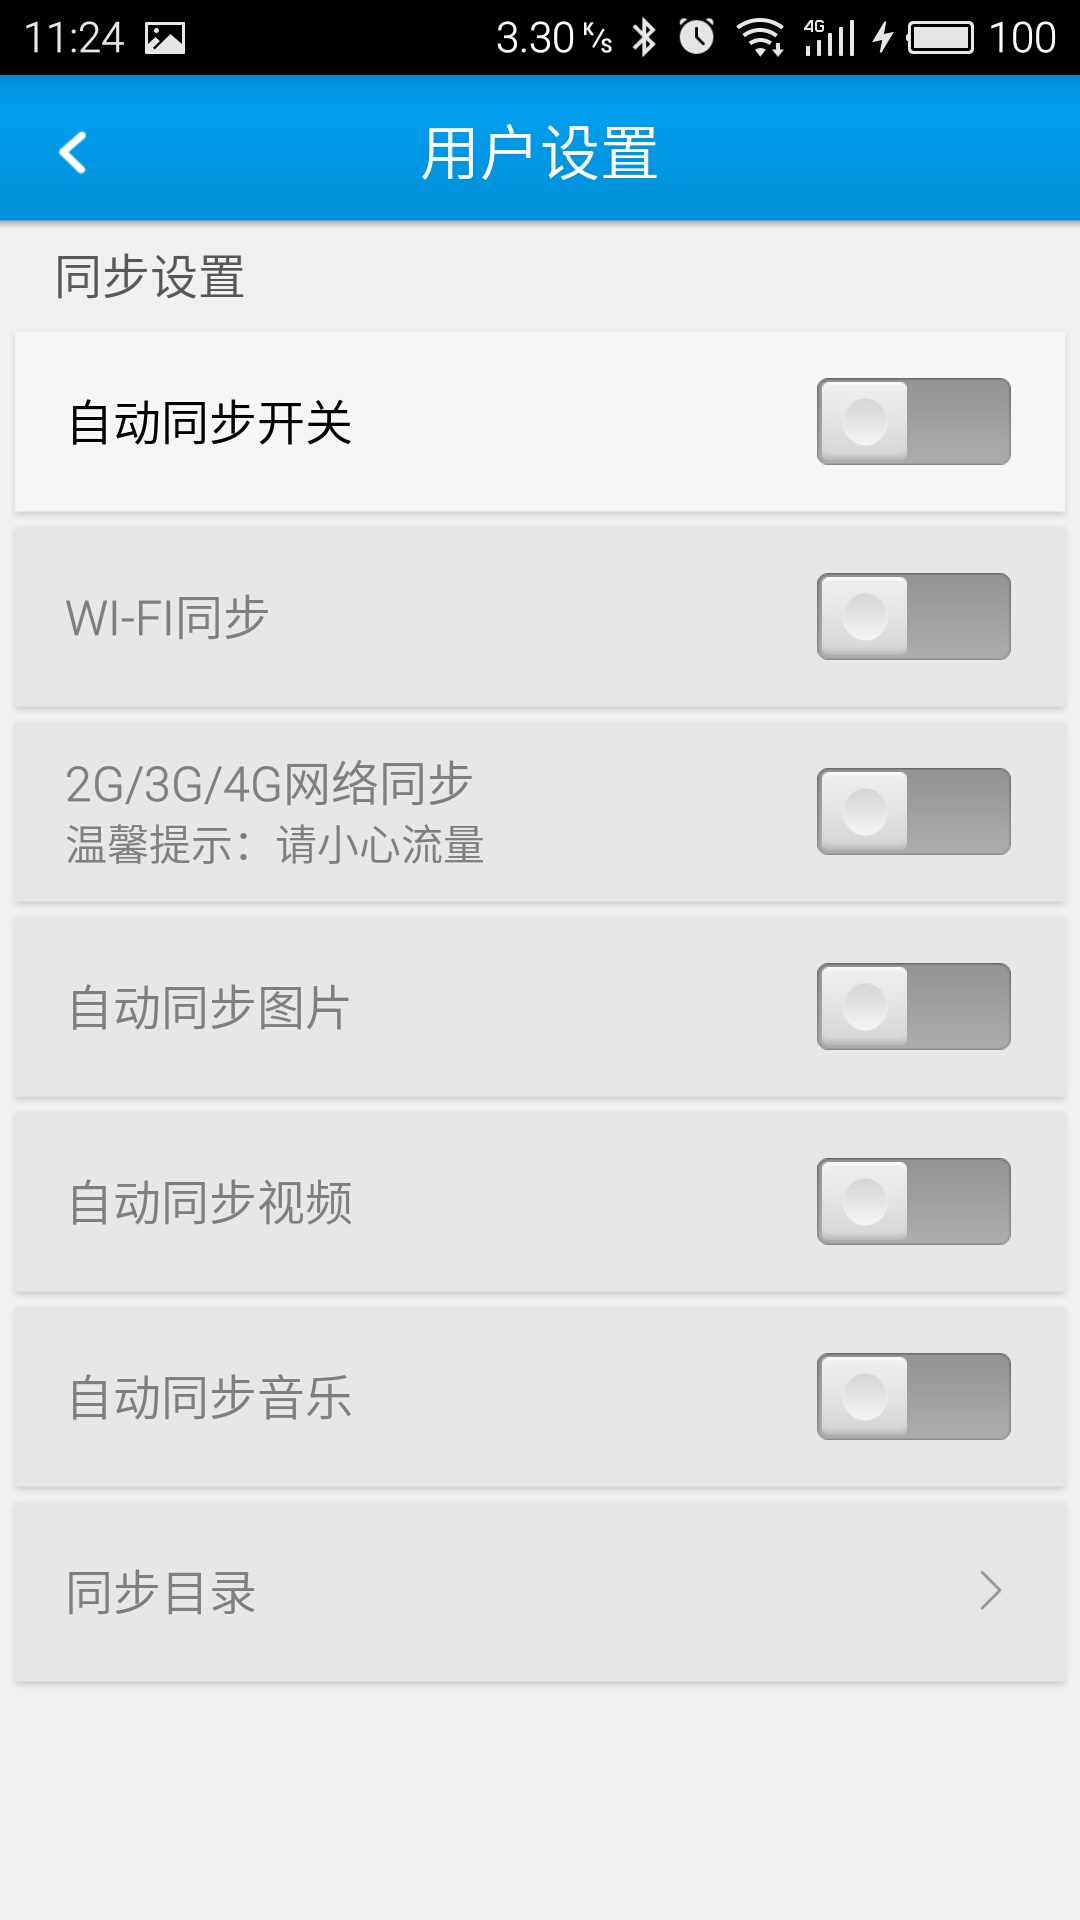 11:24 3.30 K/s 4G 100
用户设置
同步设置
自动同步开关
WI-FI同步
2G/3G/4G网络同步
温馨提示：请小心流量
自动同步图片
自动同步视频
自动同步音乐
同步目录